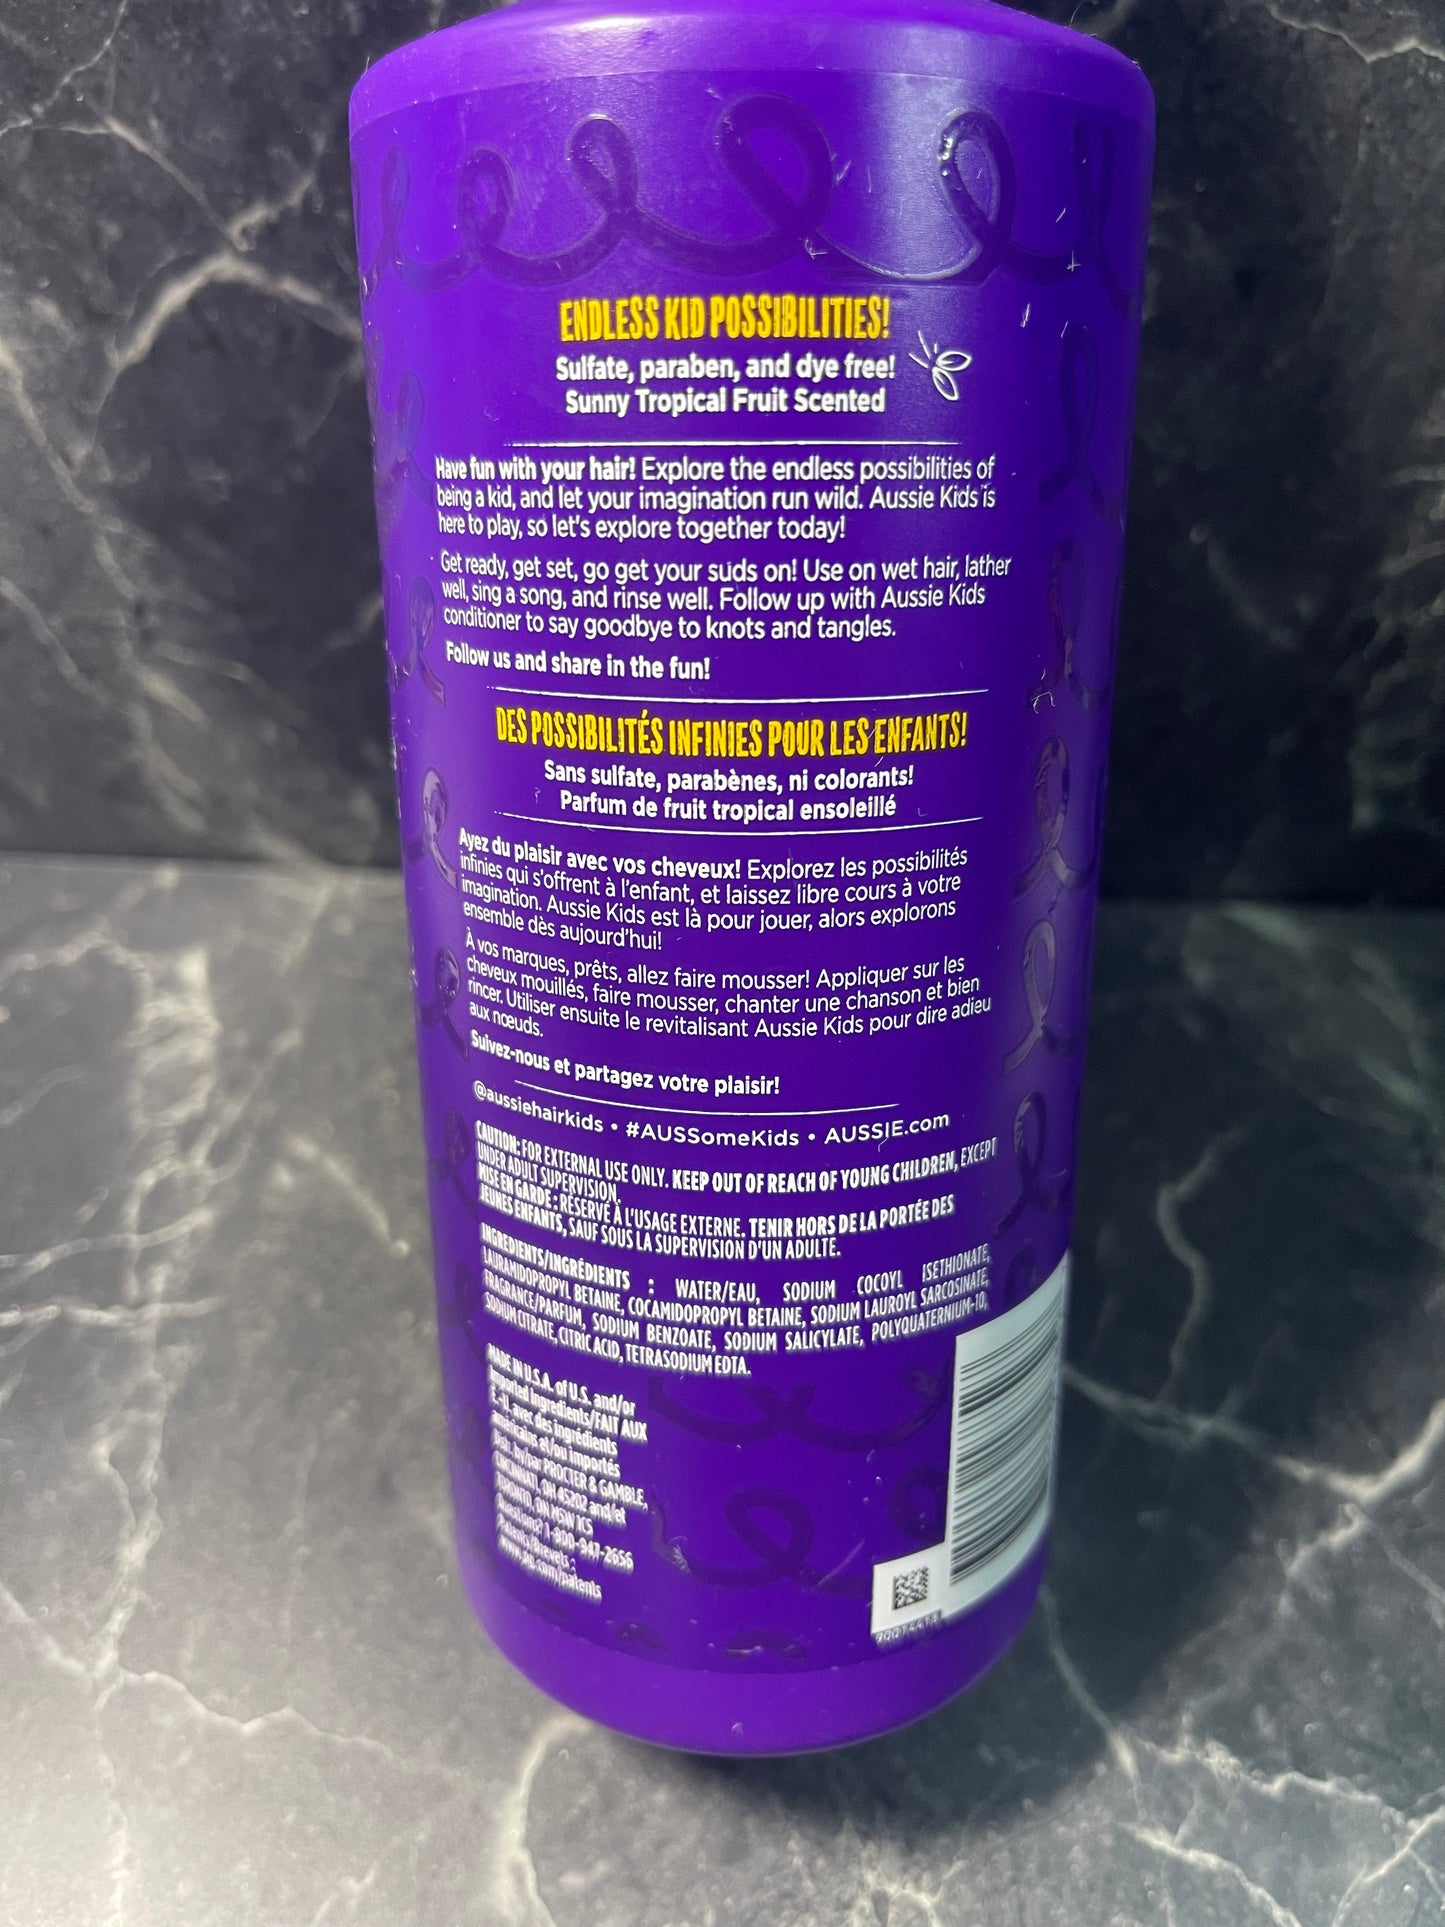 ENDLESS KID POSSIBILITIES!
Sulfate, paraben, and dye free!
Sunny Tropical Fruit Scented
Have fun with your hair! Explore the endless possibilities of
being a kid, and let your imagination run wild. Aussie Kids is
here to play, so let's explore together today!
Get ready, get set, go get your suds on! Use on wet hair, lather
well, sing a song, and rinse well. Follow up with Aussie Kids
conditioner to say goodbye to knots and tangles.
Follow us and share in the fun!
DES POSSIBILITÉS INFINIES POUR LES ENFANTS!
Sans sulfate, parabènes, ni colorants!
Parfum de fruit tropical ensoleillé
Ayez du plaisir avec vos cheveux! Explorez les possibilités
infinies qui s'offrent à l'enfant, et laissez libre cours à votre
imagination. Aussie Kids est là pour jouer, alors explorons
ensemble dès aujourd'hui!
À vos marques, prêts, allez faire mousser! Appliquer sur les
cheveux mouillés, faire mousser, chanter une chanson et bien
rincer. Utiliser ensuite le revitalisant Aussie Kids pour dire adieu
aux nœuds.
Suivez-nous et partagez votre plaisir!
@aussiehairkids • #AUSSomeKids • AUSSIE.com
CAUTION: FOR EXTERNAL USE ONLY. KEEP OUT OF REACH OF YOUNG CHILDREN, EXCEPT
UNDER ADULT SUPERVISION.
MISE EN GARDE : RÉSERVÉ À L'USAGE EXTERNE. TENIR HORS DE LA PORTÉE DES
JEUNES ENFANTS, SAUF SOUS LA SUPERVISION D'UN ADULTE.
INGREDIENTS/INGRÉDIENTS : WATER/EAU, SODIUM COCOYL ISETHIONATE,
LAURAMIDOPROPYL BETAINE, COCAMIDOPROPYL BETAINE, SODIUM LAUROYL SARCOSINATE,
FRAGRANCE/PARFUM, SODIUM BENZOATE, SODIUM SALICYLATE, POLYQUATERNIUM-10,
SODIUM CITRATE, CITRIC ACID, TETRASODIUM EDTA.
MADE IN U.S.A. of U.S. and/or
Imported Ingredients/FAIT AUX
É.-U. avec des ingrédients
américains et/ou importés
Distr. by/par PROCTER & GAMBLE,
CINCINNATI, OH 45202 and/et
TORONTO, ON M5W 1C5
Questions? 1-800-947-2656
Patents/Brevets :
www.pg.com/patents